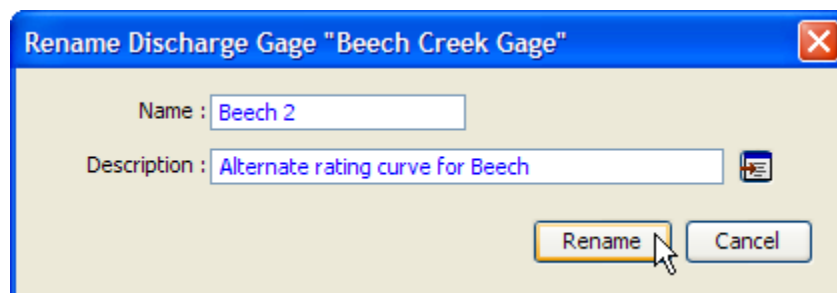 Rename Discharge Gage "Beech Creek Gage"
Name : Beech 2
Description : Alternate rating curve for Beech
Rename Cancel